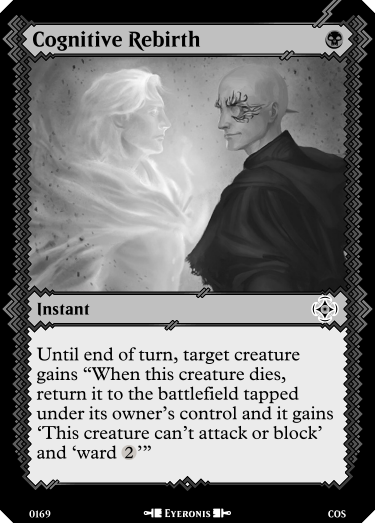 Cognitive Rebirth
Instant
Until end of turn, target creature
gains “When this creature dies,
return it to the battlefield tapped
under its owner’s control and it gains
‘This creature can’t attack or block’
and ‘ward 2’”
0169 Eyeronis COS